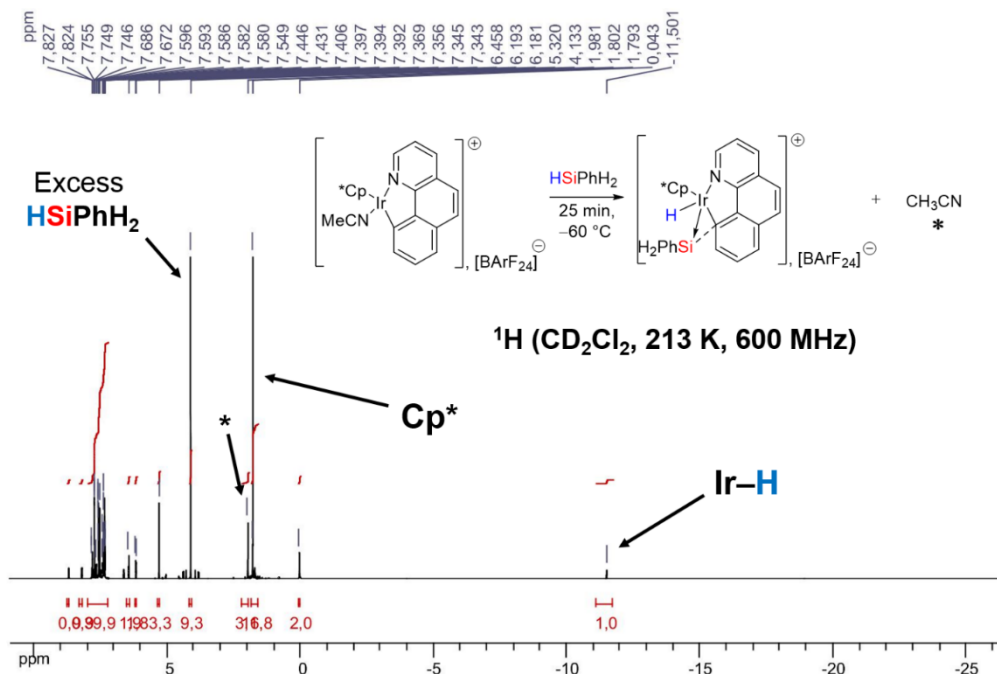 ppm
7,827
7,824
7,755
7,749
7,746
7,686
7,672
7,596
7,593
7,586
7,582
7,580
7,549
7,446
7,431
7,406
7,397
7,394
7,392
7,369
7,356
7,345
7,343
6,458
6,193
6,181
5,320
4,133
1,981
1,802
1,793
0,043
-11,501
Excess
HSiPhH2
*Cp
Ir
N
MeCN
⊕
, [BArF24]⊖
HSiPhH2
25 min,
−60 °C
*Cp
Ir
N
H
H2PhSi
⊕
, [BArF24]⊖
+
CH3CN
*
¹H (CD2Cl2, 213 K, 600 MHz)
*
Cp*
Ir–H
3,3 9,3 2,0 1,0
ppm 5 0 -5 -10 -15 -20 -25